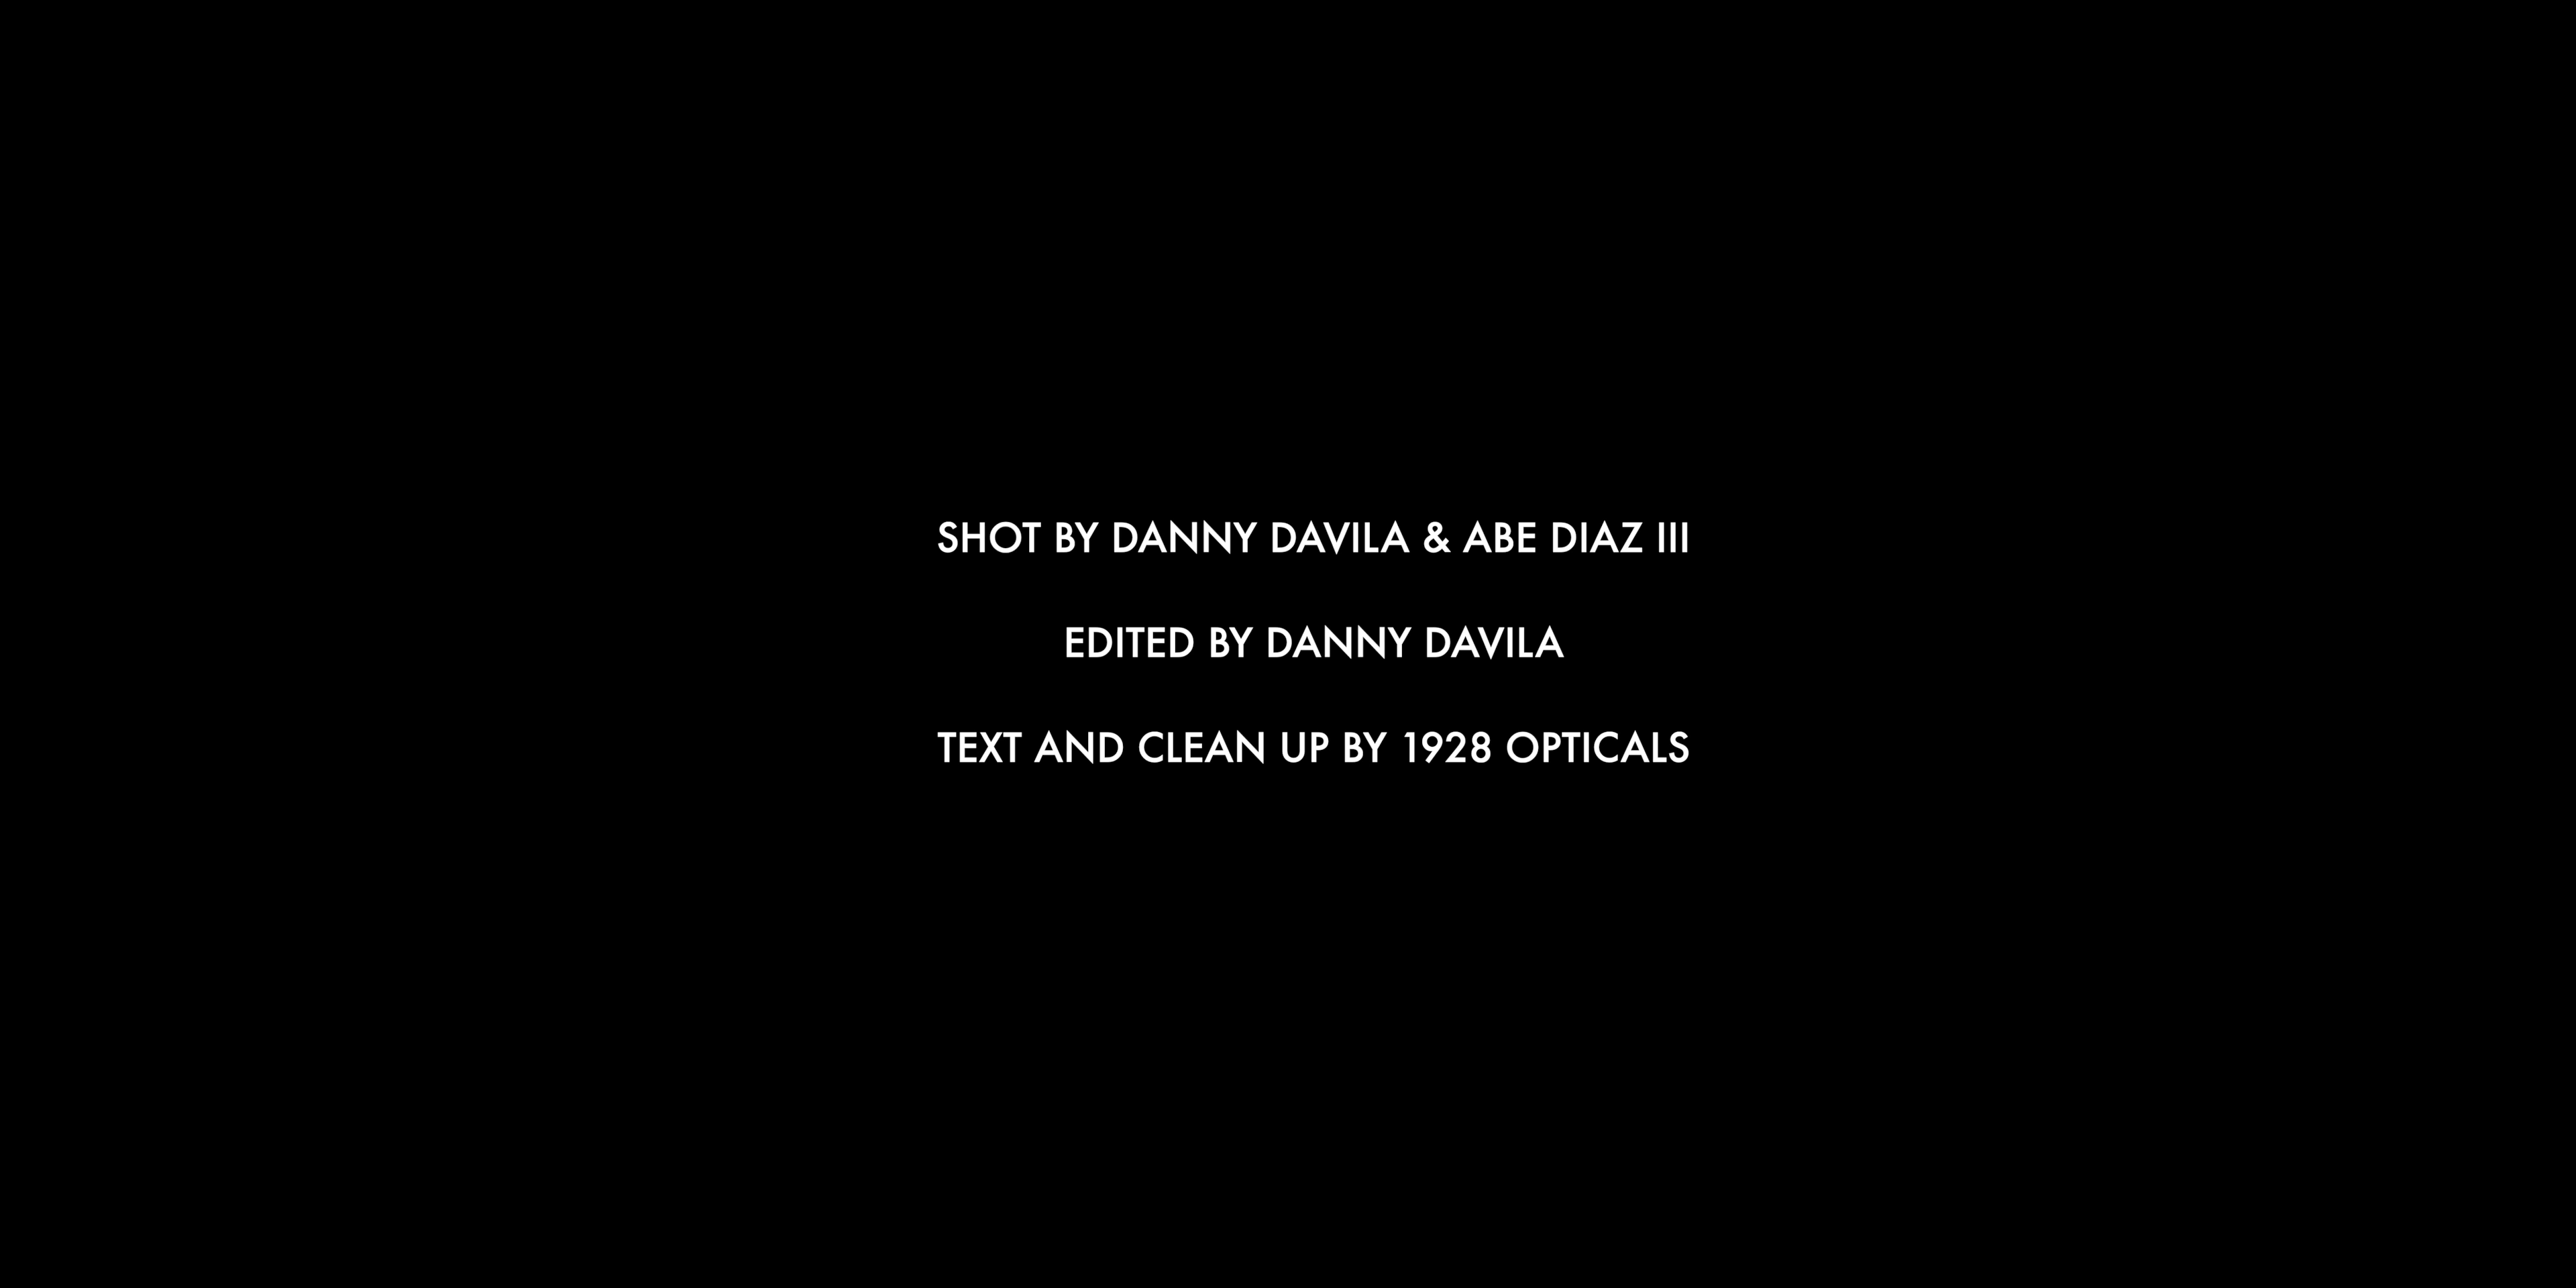 SHOT BY DANNY DAVILA & ABE DIAZ III
EDITED BY DANNY DAVILA
TEXT AND CLEAN UP BY 1928 OPTICALS